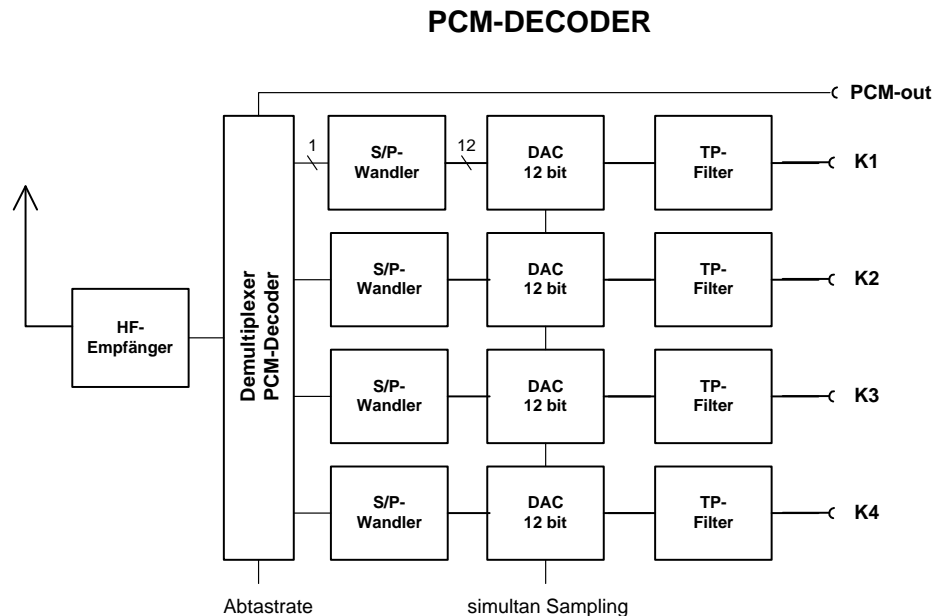 PCM-DECODER
PCM-out
1
S/P-
Wandler
12
DAC
12 bit
TP-
Filter
K1
S/P-
Wandler
DAC
12 bit
TP-
Filter
K2
HF-
Empfänger
Demultiplexer
PCM-Decoder
S/P-
Wandler
DAC
12 bit
TP-
Filter
K3
S/P-
Wandler
DAC
12 bit
TP-
Filter
K4
Abtastrate
simultan Sampling